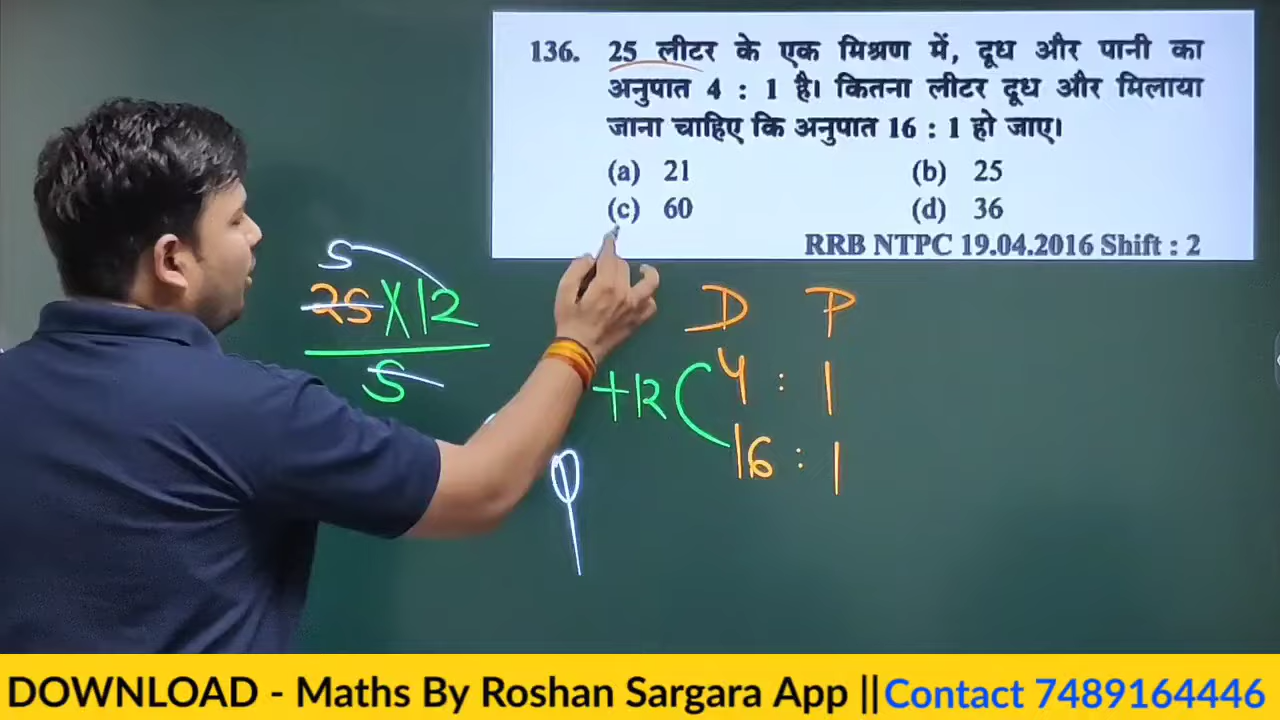 136. 25 लीटर के एक मिश्रण में, दूध और पानी का
अनुपात 4 : 1 है। कितना लीटर दूध और मिलाया
जाना चाहिए कि अनुपात 16 : 1 हो जाए।
(a) 21 (b) 25
(c) 60 (d) 36
RRB NTPC 19.04.2016 Shift : 2
5
25 X 12
5
D P
+12 4 : 1
16 : 1
DOWNLOAD - Maths By Roshan Sargara App || Contact 7489164446